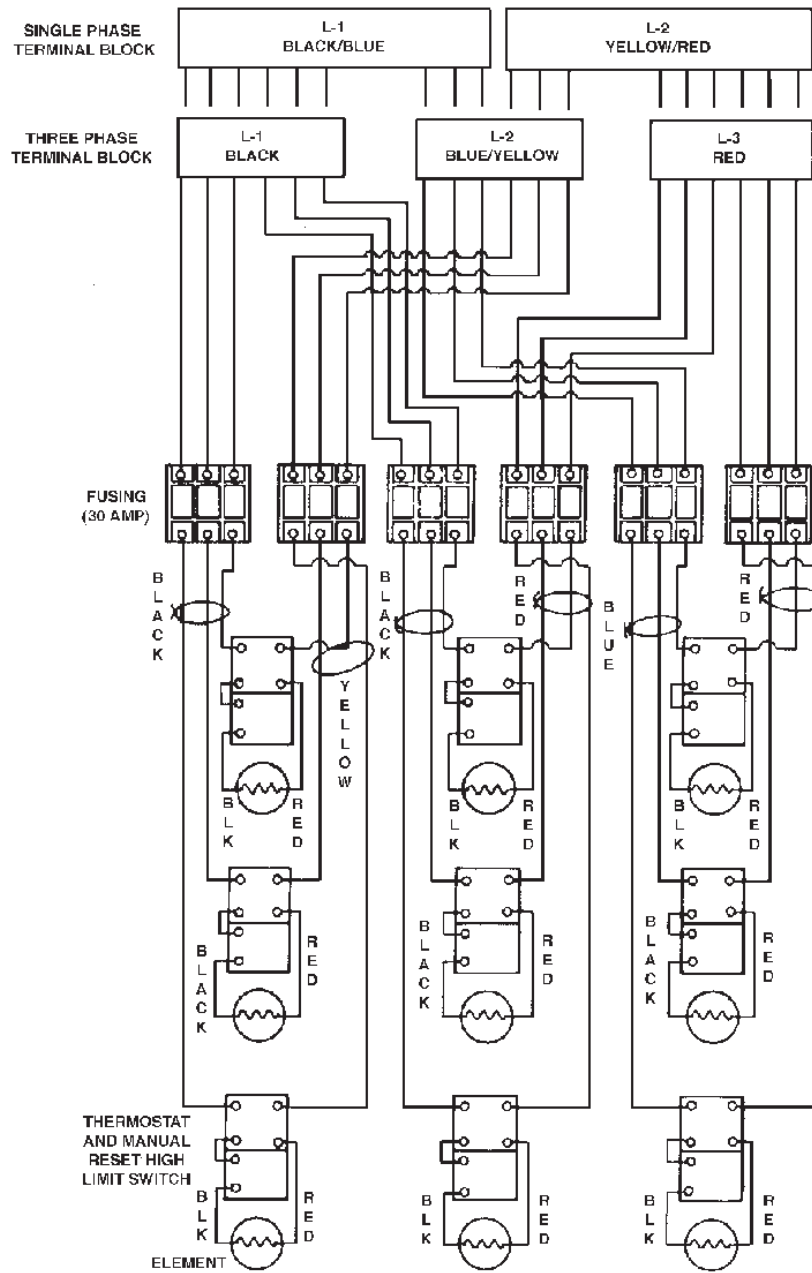 SINGLE PHASE
TERMINAL BLOCK
L-1
BLACK/BLUE
L-2
YELLOW/RED
THREE PHASE
TERMINAL BLOCK
L-1
BLACK
L-2
BLUE/YELLOW
L-3
RED
FUSING
(30 AMP)
BLACK
YELLOW
BLACK
RED
BLUE
RED
BLK
RED
BLK
RED
BLK
RED
BLACK
RED
BLACK
RED
BLACK
RED
THERMOSTAT
AND MANUAL
RESET HIGH
LIMIT SWITCH
BLK
RED
BLK
RED
BLK
RED
ELEMENT